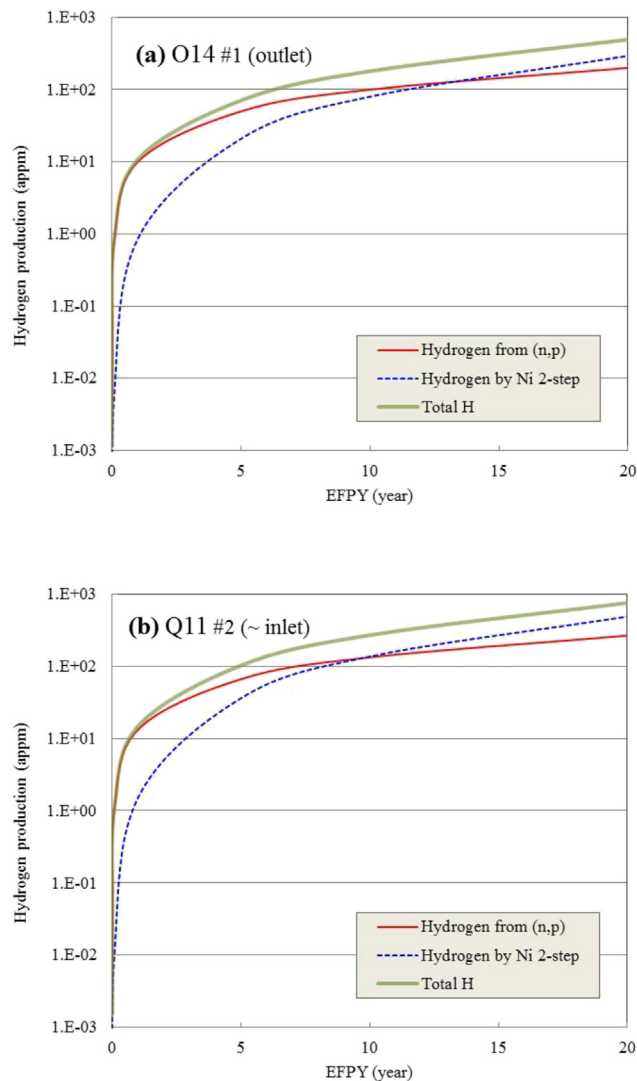 (a) O14 #1 (outlet)
Hydrogen production (appm)
1.E+03
1.E+02
1.E+01
1.E+00
1.E-01
1.E-02
1.E-03
Hydrogen from (n,p)
Hydrogen by Ni 2-step
Total H
0 5 10 15 20
EFPY (year)
(b) Q11 #2 (~ inlet)
Hydrogen production (appm)
1.E+03
1.E+02
1.E+01
1.E+00
1.E-01
1.E-02
1.E-03
Hydrogen from (n,p)
Hydrogen by Ni 2-step
Total H
0 5 10 15 20
EFPY (year)